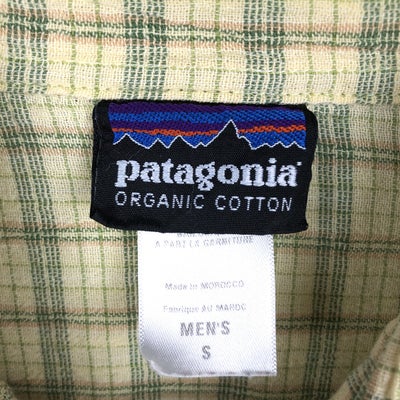 patagonia
ORGANIC COTTON
À PART LA GARNITURE
Made in MOROCCO
Fabriqué AU MAROC
MEN'S
S